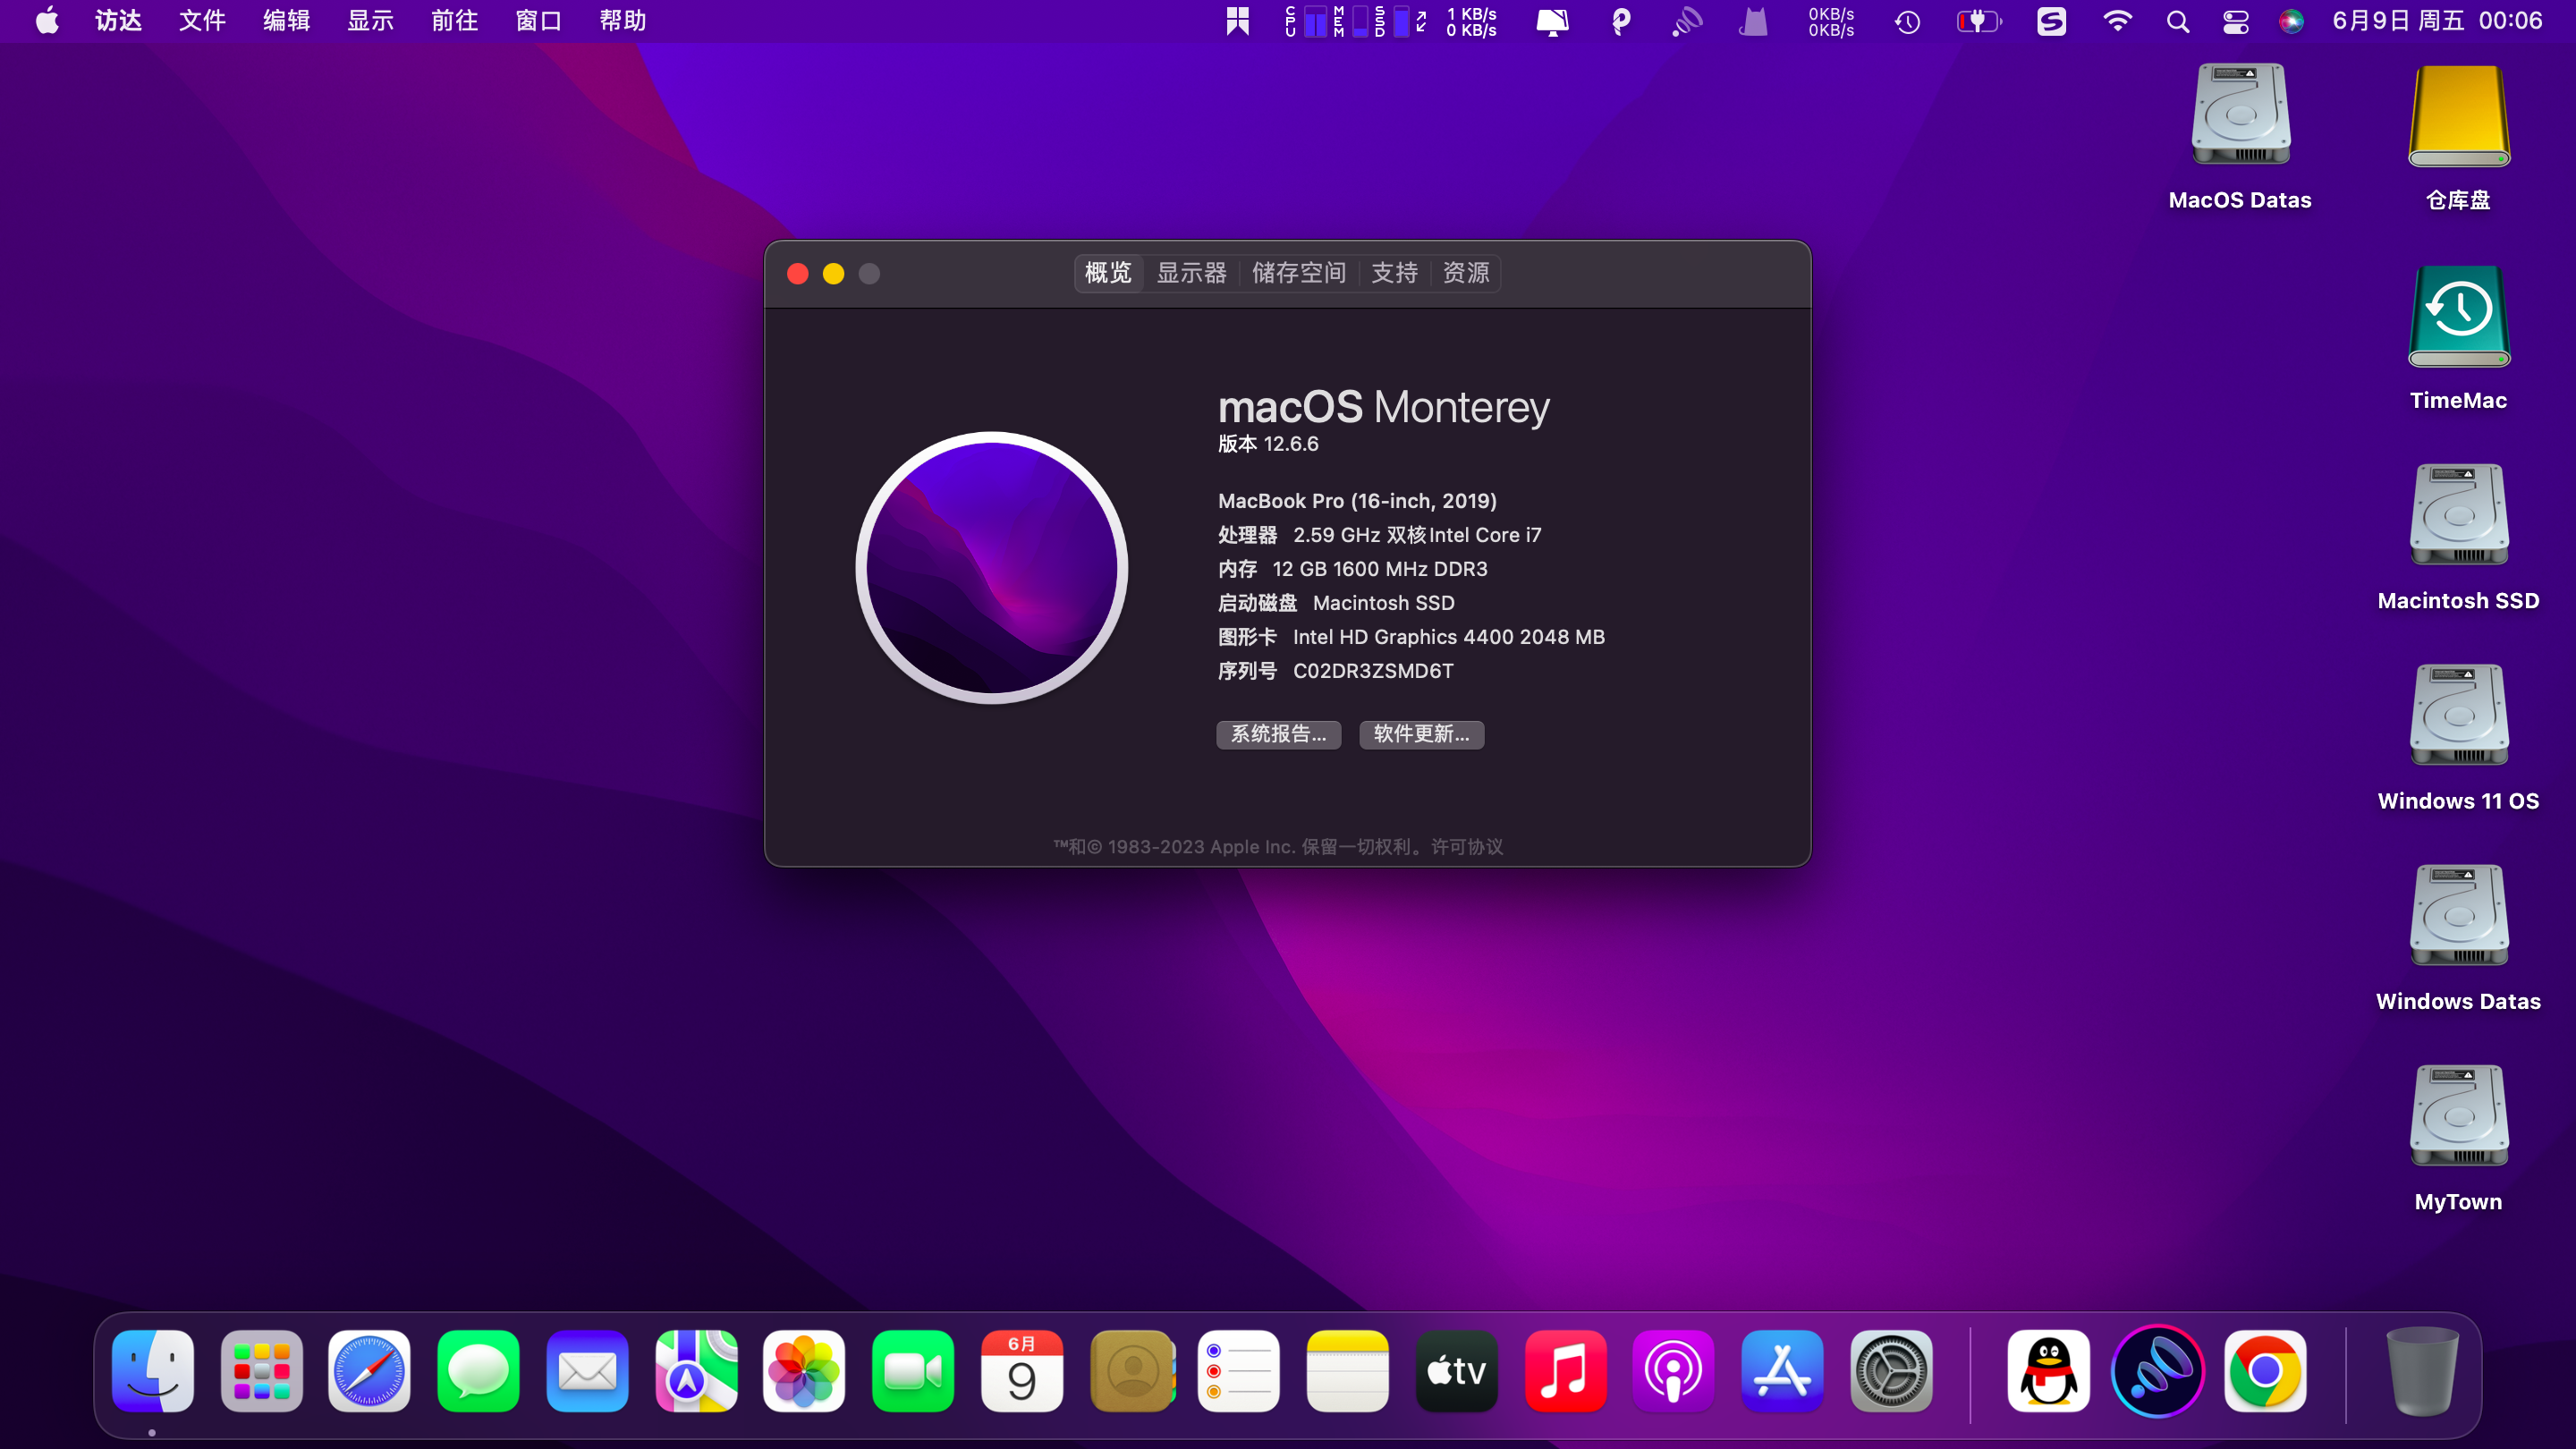 访达 文件 编辑 显示 前往 窗口 帮助
CPU MEM SSD 1 KB/s 0KB/s 6月9日 周五 00:06
0 KB/s 0KB/s
MacOS Datas 仓库盘
概览 显示器 储存空间 支持 资源
TimeMac
macOS Monterey
版本 12.6.6
MacBook Pro (16-inch, 2019)
处理器 2.59 GHz 双核Intel Core i7
内存 12 GB 1600 MHz DDR3
启动磁盘 Macintosh SSD
图形卡 Intel HD Graphics 4400 2048 MB
序列号 C02DR3ZSMD6T
系统报告... 软件更新...
™和© 1983-2023 Apple Inc. 保留一切权利。许可协议
Macintosh SSD
Windows 11 OS
Windows Datas
MyTown
6月
9
tv